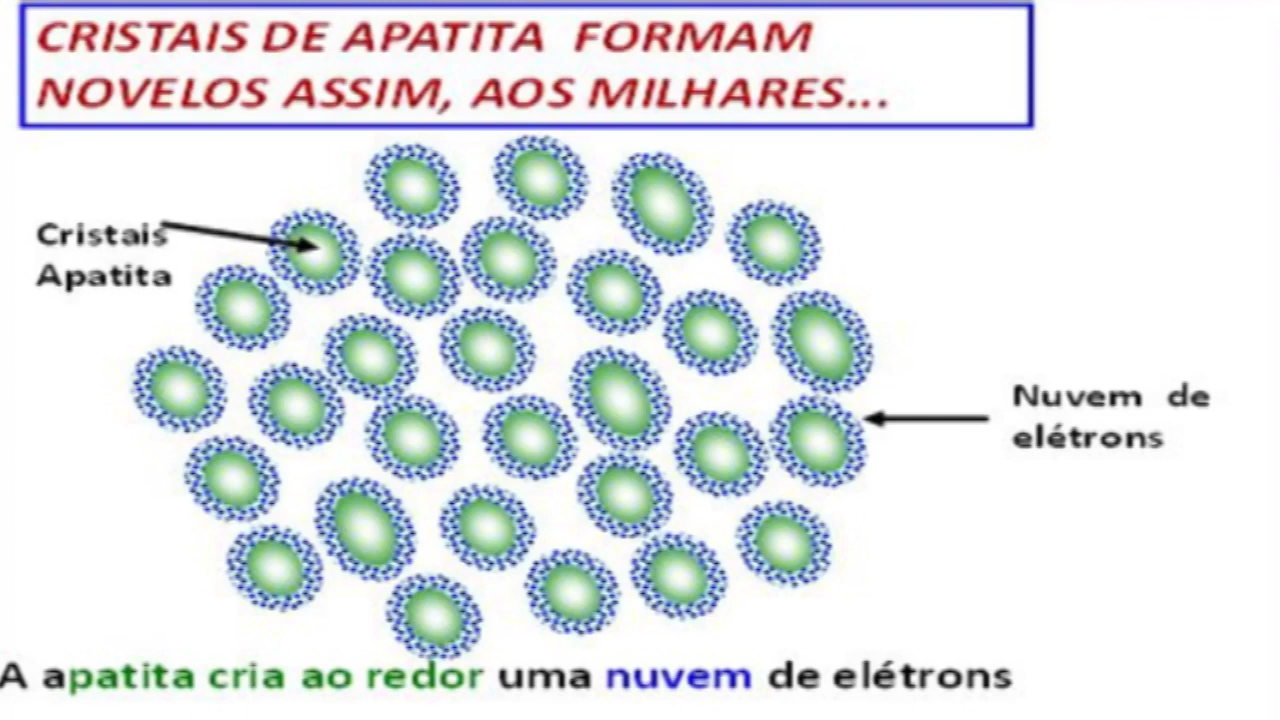 CRISTAIS DE APATITA FORMAM
NOVELOS ASSIM, AOS MILHARES...
Cristais
Apatita
Nuvem de
elétrons
A apatita cria ao redor uma nuvem de elétrons